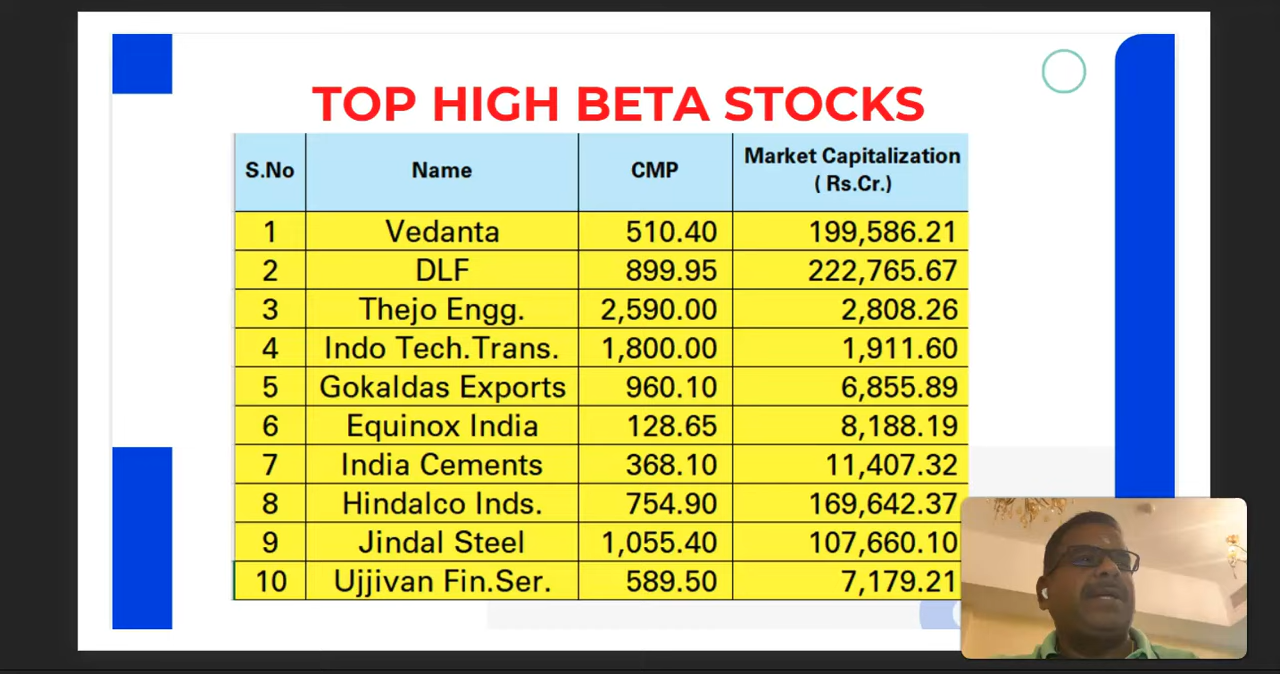 TOP HIGH BETA STOCKS
S.No Name CMP Market Capitalization
( Rs.Cr.)
1 Vedanta 510.40 199,586.21
2 DLF 899.95 222,765.67
3 Thejo Engg. 2,590.00 2,808.26
4 Indo Tech.Trans. 1,800.00 1,911.60
5 Gokaldas Exports 960.10 6,855.89
6 Equinox India 128.65 8,188.19
7 India Cements 368.10 11,407.32
8 Hindalco Inds. 754.90 169,642.37
9 Jindal Steel 1,055.40 107,660.10
10 Ujjivan Fin.Ser. 589.50 7,179.21